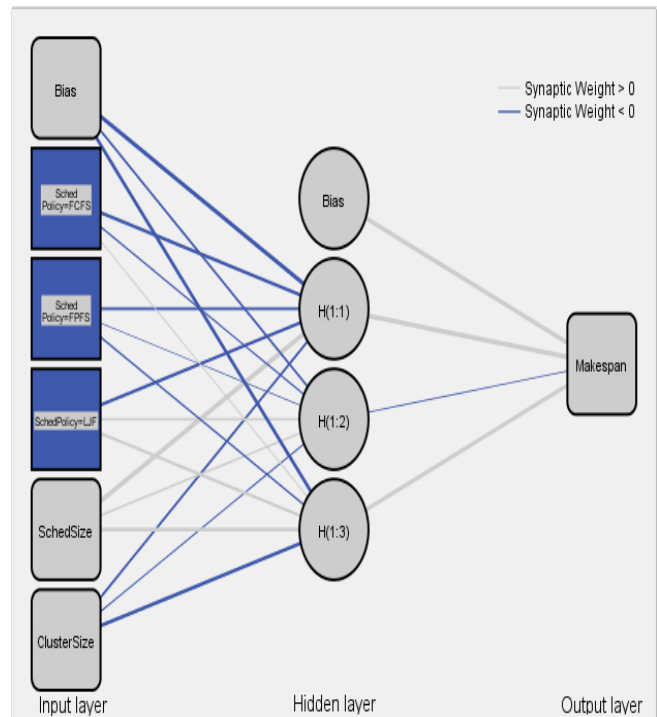 Bias
Synaptic Weight > 0
Synaptic Weight < 0
Sched
Policy=FCFS
Bias
Sched
Policy=FPFS
H(1:1)
Makespan
SchedPolicy=LJF
H(1:2)
SchedSize
H(1:3)
ClusterSize
Input layer
Hidden layer
Output layer